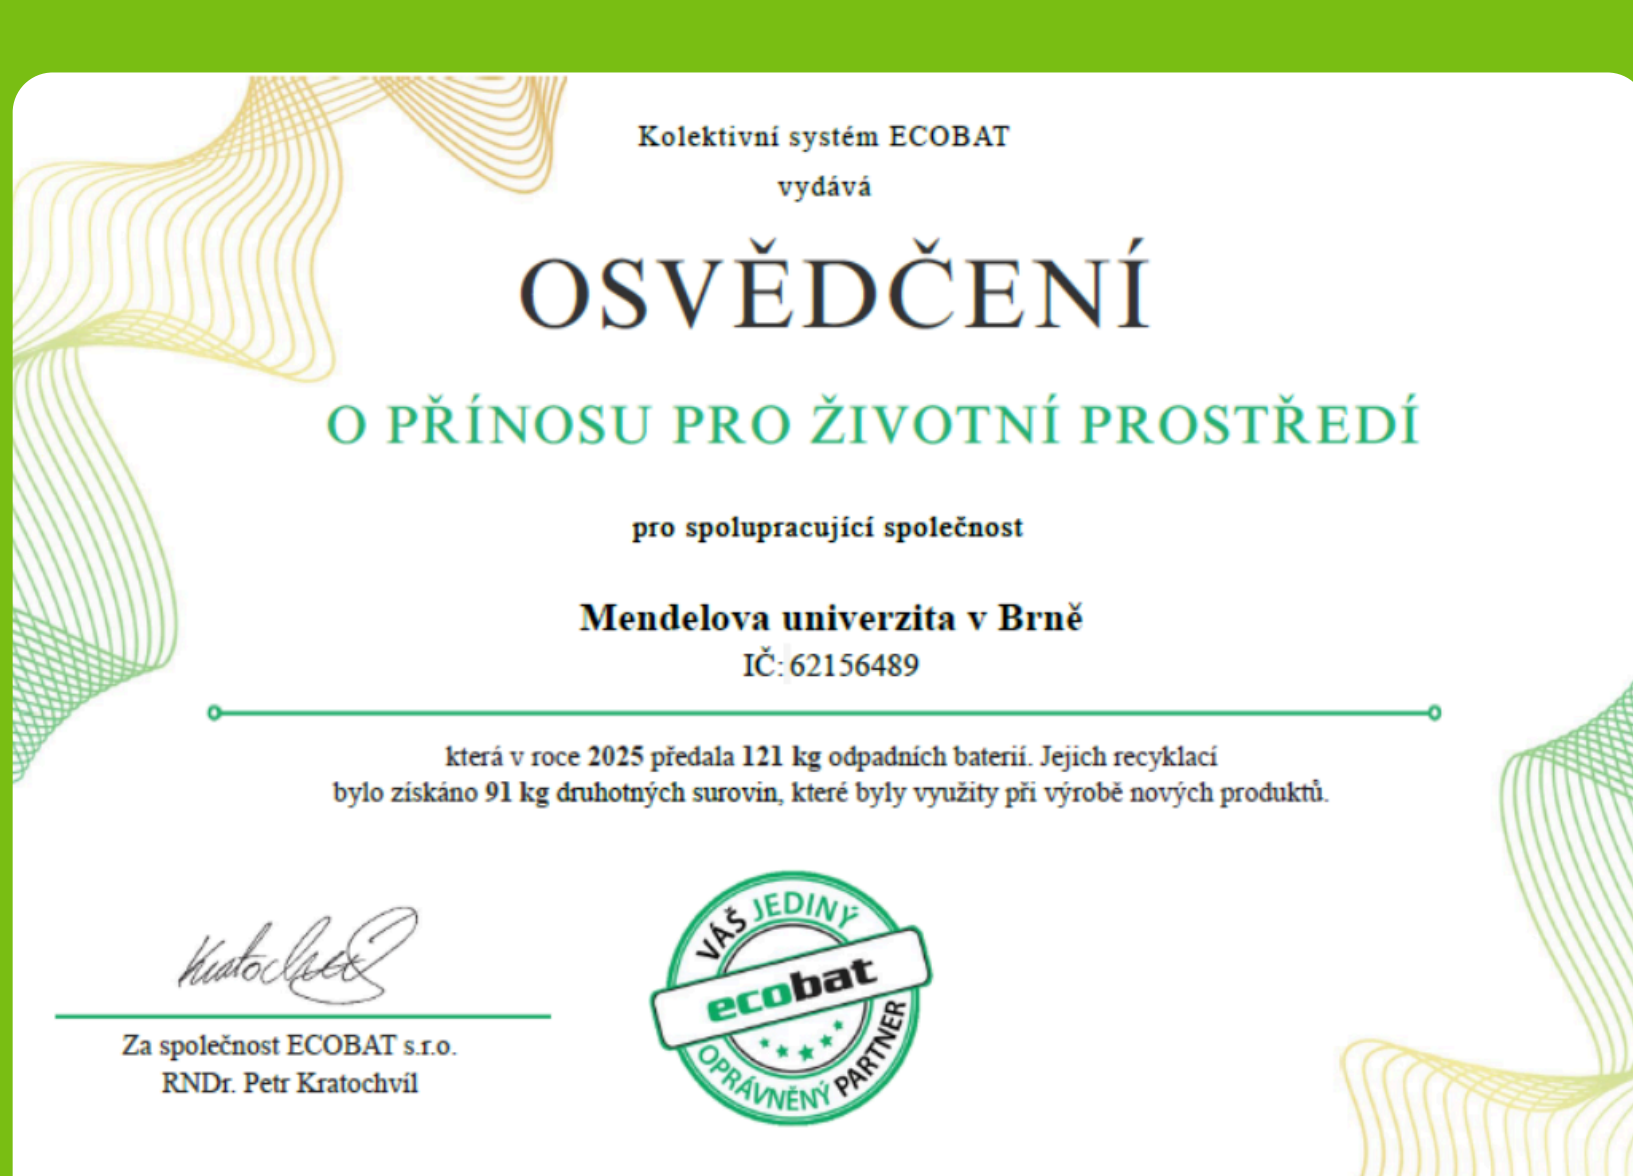 Kolektivní systém ECOBAT
vydává
OSVĚDČENÍ
O PŘÍNOSU PRO ŽIVOTNÍ PROSTŘEDÍ
pro spolupracující společnost
Mendelova univerzita v Brně
IČ: 62156489
která v roce 2025 předala 121 kg odpadních baterií. Jejich recyklací
bylo získáno 91 kg druhotných surovin, které byly využity při výrobě nových produktů.
Kratochvíl
Za společnost ECOBAT s.r.o.
RNDr. Petr Kratochvíl
VÁŠ JEDINÝ
ecobat
OPRÁVNĚNÝ PARTNER